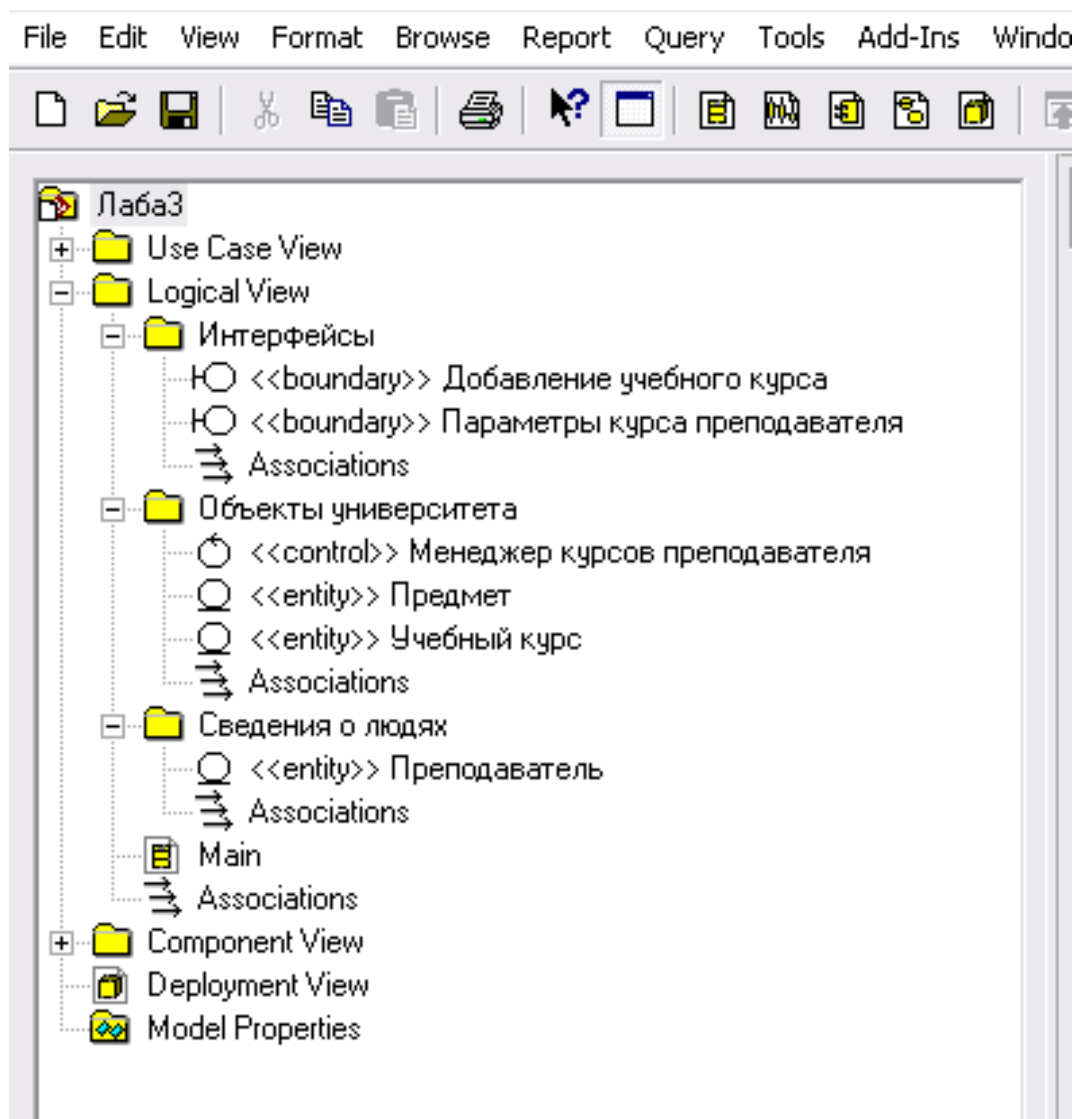 File Edit View Format Browse Report Query Tools Add-Ins Windo
Лаба3
Use Case View
Logical View
Интерфейсы
<<boundary>> Добавление учебного курса
<<boundary>> Параметры курса преподавателя
Associations
Объекты университета
<<control>> Менеджер курсов преподавателя
<<entity>> Предмет
<<entity>> Учебный курс
Associations
Сведения о людях
<<entity>> Преподаватель
Associations
Main
Associations
Component View
Deployment View
Model Properties